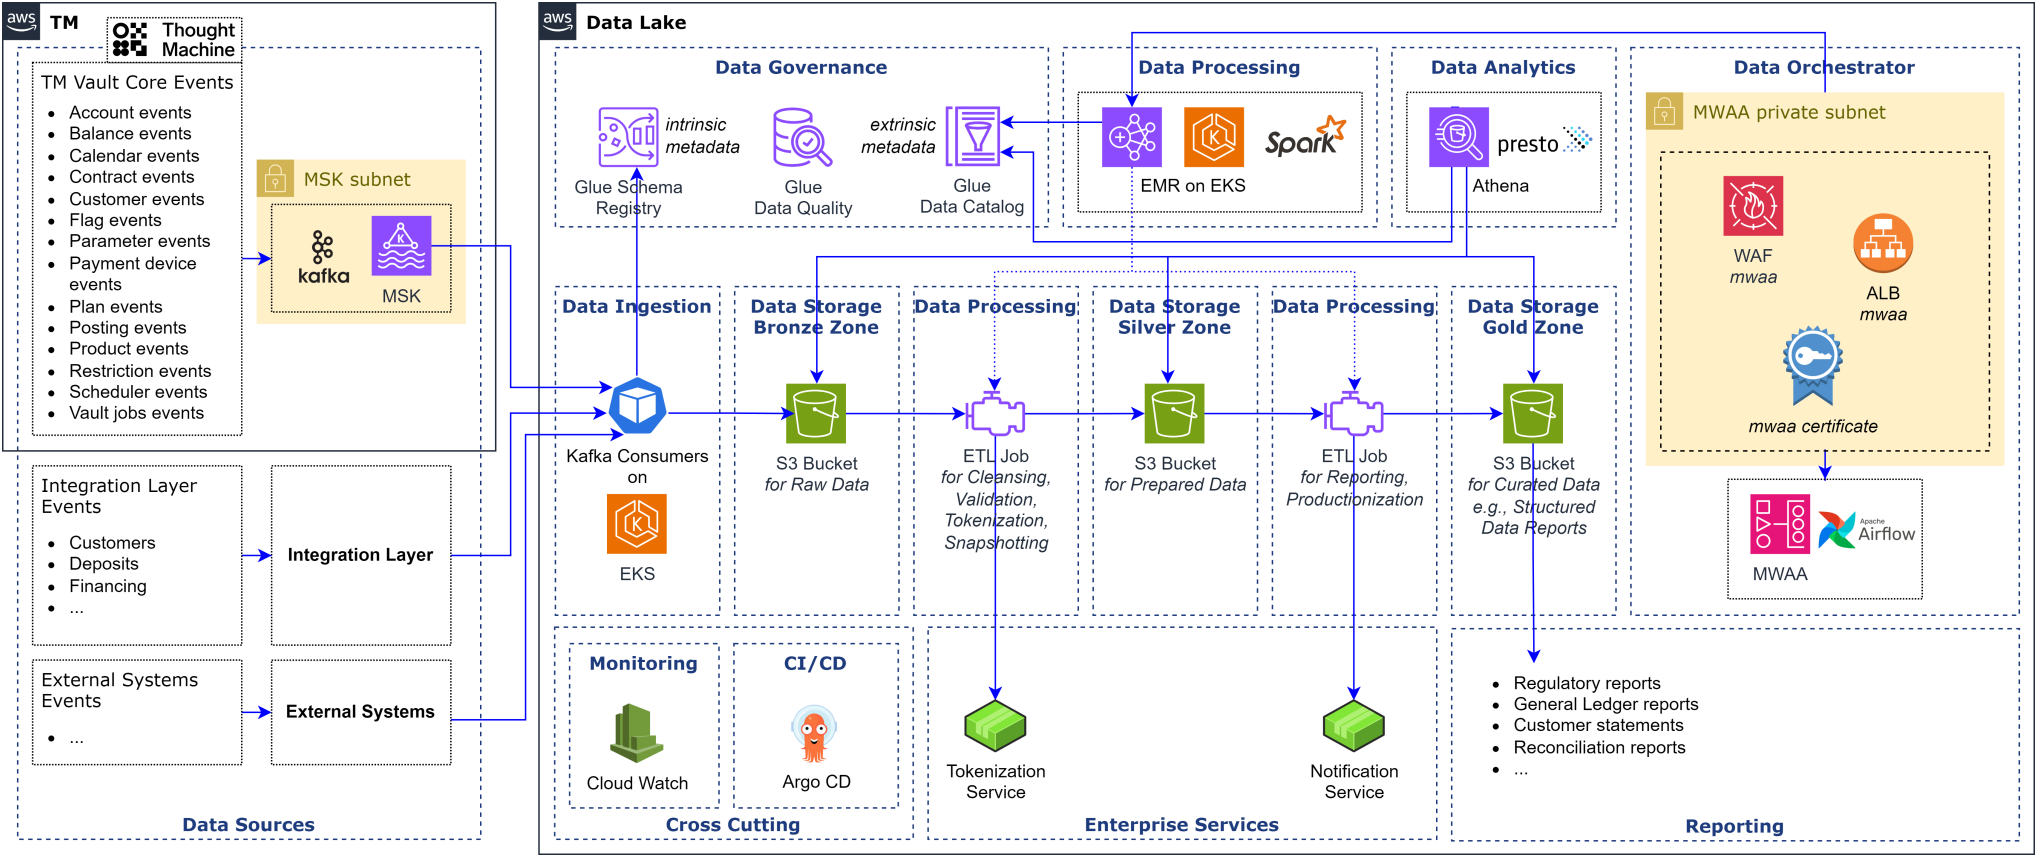 aws
TM
Thought
Machine
TM Vault Core Events
Account events
Balance events
Calendar events
Contract events
Customer events
Flag events
Parameter events
Payment device
events
Plan events
Posting events
Product events
Restriction events
Scheduler events
Vault jobs events
MSK subnet
kafka
K
MSK
Integration Layer
Events
Customers
Deposits
Financing
...
Integration Layer
External Systems
Events
...
External Systems
Data Sources
aws
Data Lake
Data Governance
intrinsic
metadata
Glue Schema
Registry
Glue
Data Quality
extrinsic
metadata
Glue
Data Catalog
Data Processing
K
Spark
EMR on EKS
Data Analytics
presto
Athena
Data Orchestrator
MWAA private subnet
WAF
mwaa
ALB
mwaa
mwaa certificate
MWAA
Apache
Airflow
Data Ingestion
Kafka Consumers
on
K
EKS
Data Storage
Bronze Zone
S3 Bucket
for Raw Data
Data Processing
ETL Job
for Cleansing,
Validation,
Tokenization,
Snapshotting
Data Storage
Silver Zone
S3 Bucket
for Prepared Data
Data Processing
ETL Job
for Reporting,
Productionization
Data Storage
Gold Zone
S3 Bucket
for Curated Data
e.g., Structured
Data Reports
Monitoring
Cloud Watch
CI/CD
Argo CD
Cross Cutting
Tokenization
Service
Notification
Service
Enterprise Services
Regulatory reports
General Ledger reports
Customer statements
Reconciliation reports
...
Reporting